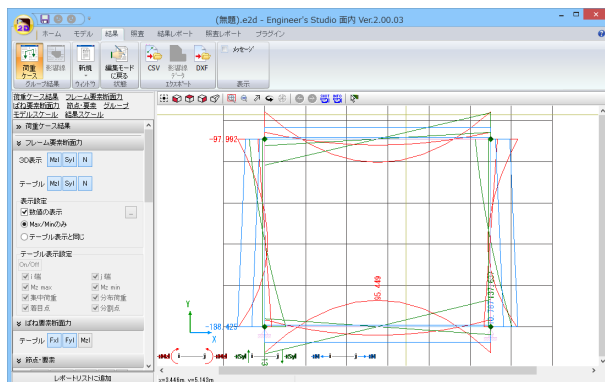 (無題).e2d - Engineer's Studio 面内 Ver.2.00.03
ホーム モデル 結果 照査 結果レポート 照査レポート プラグイン
荷重ケース 影響線 新規 編集モードに戻る CSV 影響線データ DXF メッセージ
グループ結果 ウィンドウ 状態 エクスポート 表示
荷重ケース結果 フレーム要素断面力
ばね要素断面力 節点・要素 グループ
モデルスケール 結果スケール
荷重ケース結果
フレーム要素断面力
3D表示 Mzl Syl N
テーブル Mzl Syl N
表示設定
数値の表示 ...
Max/Minのみ
テーブル表示と同じ
テーブル表示設定
On/Off
i 端 j 端
Mz max Mz min
集中荷重 分布荷重
着目点 分割点
ばね要素断面力
テーブル Fxl Fyl Mzl
節点・要素
レポートリストに追加
-97.992
95.449
-188.425
Y
X
x=3.446m, y=5.143m